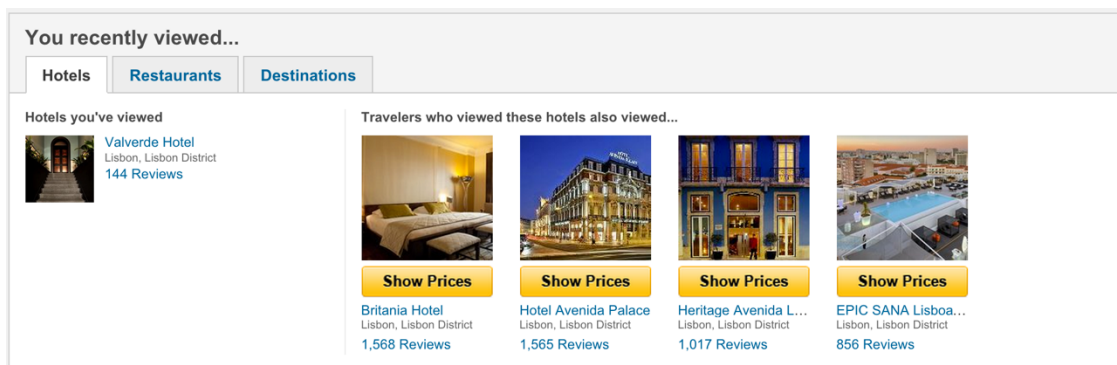 You recently viewed...
Hotels
Restaurants
Destinations
Hotels you've viewed
Valverde Hotel
Lisbon, Lisbon District
144 Reviews
Travelers who viewed these hotels also viewed...
Show Prices
Britania Hotel
Lisbon, Lisbon District
1,568 Reviews
Show Prices
Hotel Avenida Palace
Lisbon, Lisbon District
1,565 Reviews
Show Prices
Heritage Avenida L...
Lisbon, Lisbon District
1,017 Reviews
Show Prices
EPIC SANA Lisboa...
Lisbon, Lisbon District
856 Reviews